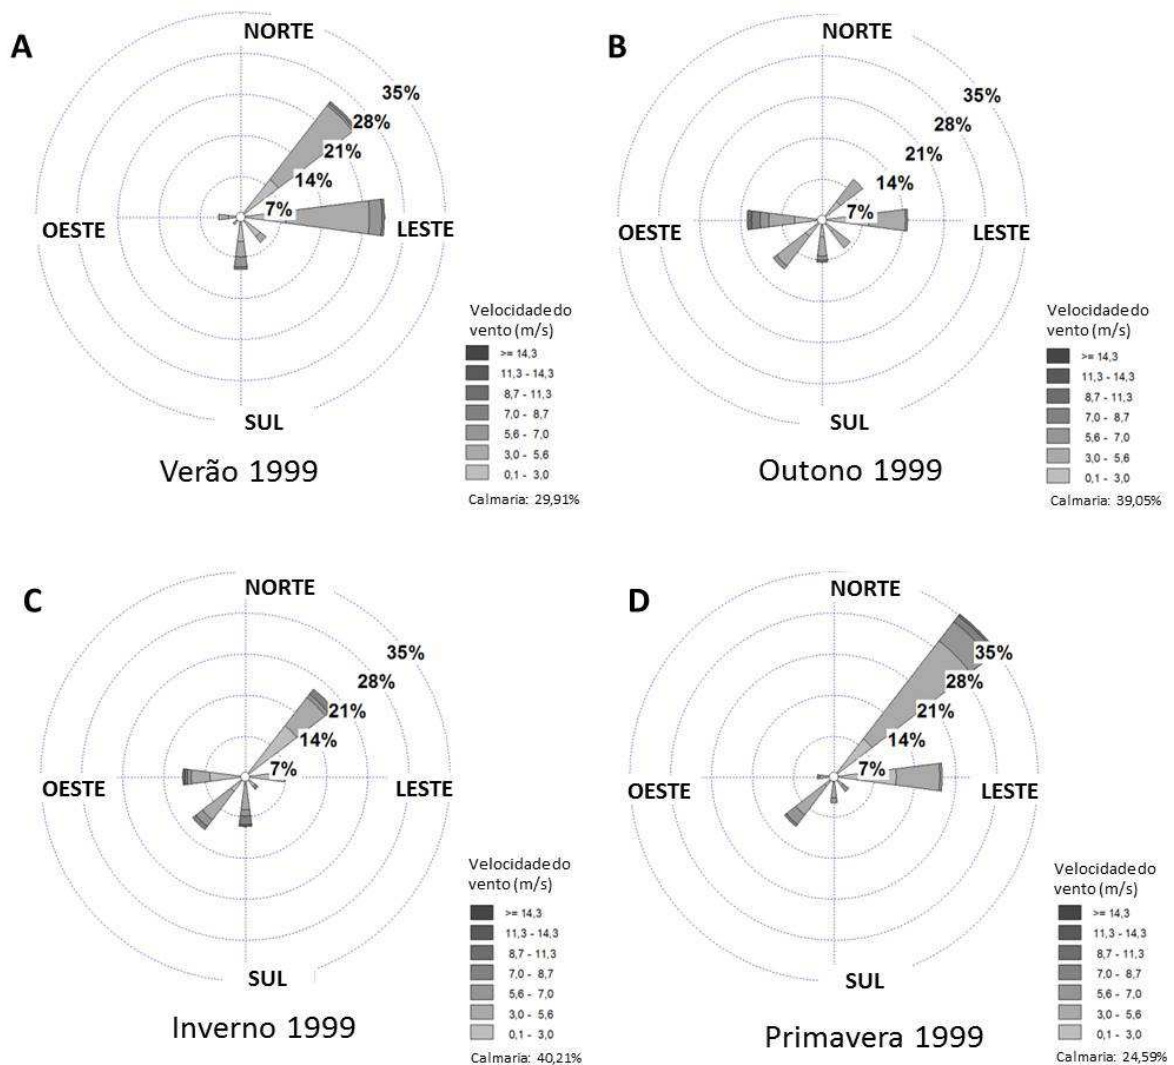 A
NORTE
35%
28%
21%
14%
7%
OESTE
LESTE
SUL
Velocidade do
vento (m/s)
>= 14,3
11,3 - 14,3
8,7 - 11,3
7,0 - 8,7
5,6 - 7,0
3,0 - 5,6
0,1 - 3,0
Calmaria: 29,91%
Verão 1999
B
NORTE
35%
28%
21%
14%
7%
OESTE
LESTE
SUL
Velocidade do
vento (m/s)
>= 14,3
11,3 - 14,3
8,7 - 11,3
7,0 - 8,7
5,6 - 7,0
3,0 - 5,6
0,1 - 3,0
Calmaria: 39,05%
Outono 1999
C
NORTE
35%
28%
21%
14%
7%
OESTE
LESTE
SUL
Velocidade do
vento (m/s)
>= 14,3
11,3 - 14,3
8,7 - 11,3
7,0 - 8,7
5,6 - 7,0
3,0 - 5,6
0,1 - 3,0
Calmaria: 40,21%
Inverno 1999
D
NORTE
35%
28%
21%
14%
7%
OESTE
LESTE
SUL
Velocidade do
vento (m/s)
>= 14,3
11,3 - 14,3
8,7 - 11,3
7,0 - 8,7
5,6 - 7,0
3,0 - 5,6
0,1 - 3,0
Calmaria: 24,59%
Primavera 1999